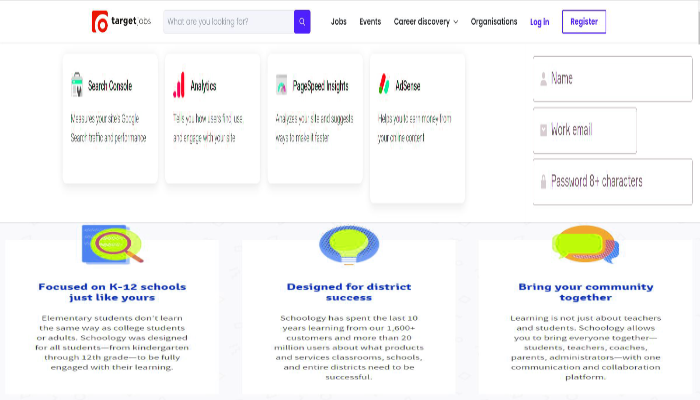 targetjobs
What are you looking for?
Jobs
Events
Career discovery
Organisations
Log in
Register
Search Console
Measures your site's Google
Search traffic and performance
Analytics
Tells you how users find, use,
and engage with your site
PageSpeed Insights
Analyzes your site and suggests
ways to make it faster
AdSense
Helps you to earn money from
your online content
Name
Work email
Password 8+ characters
Focused on K-12 schools
just like yours
Elementary students don't learn
the same way as college students
or adults. Schoology was designed
for all students—from kindergarten
through 12th grade—to be fully
engaged with their learning.
Designed for district
success
Schoology has spent the last 10
years learning from our 1,600+
customers and more than 20
million users about what products
and services classrooms, schools,
and entire districts need to be
successful.
Bring your community
together
Learning is not just about teachers
and students. Schoology allows
you to bring everyone together—
students, teachers, coaches,
parents, administrators—with one
communication and collaboration
platform.